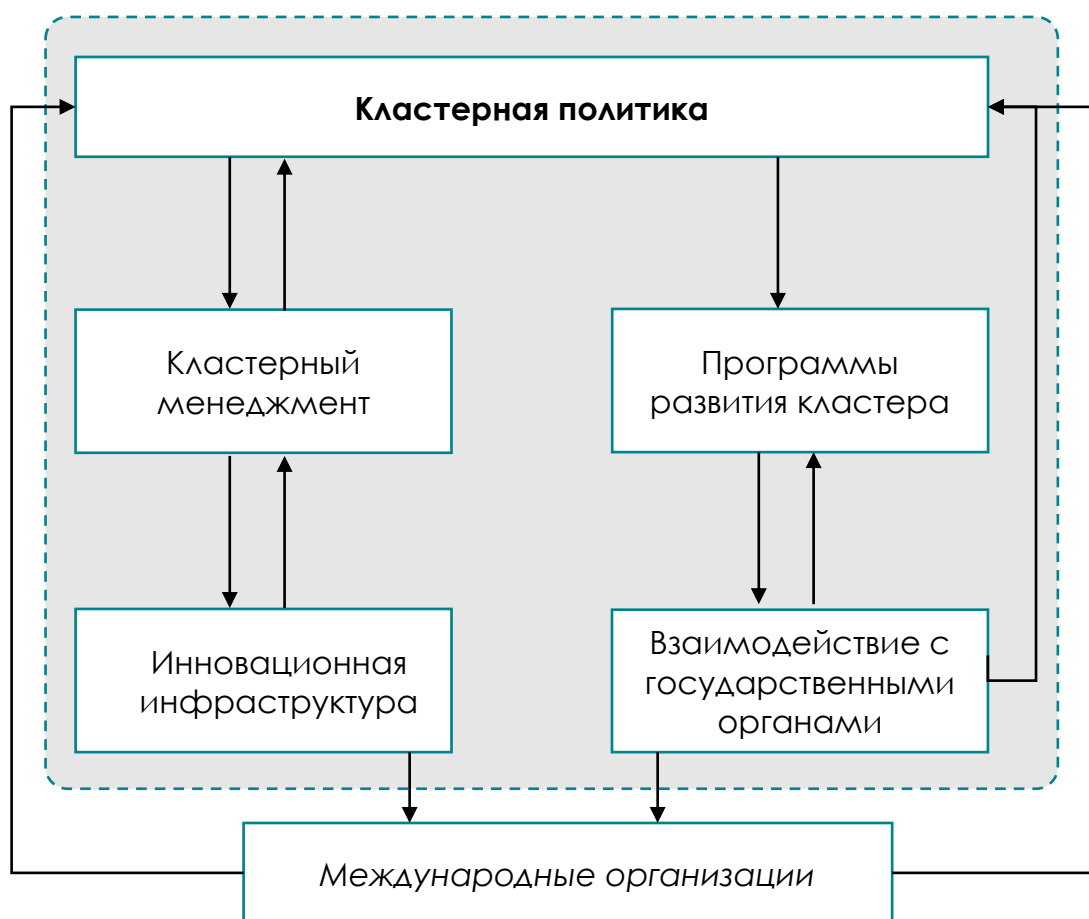 Кластерная политика
Кластерный
менеджмент
Программы
развития кластера
Инновационная
инфраструктура
Взаимодействие с
государственными
органами
Международные организации